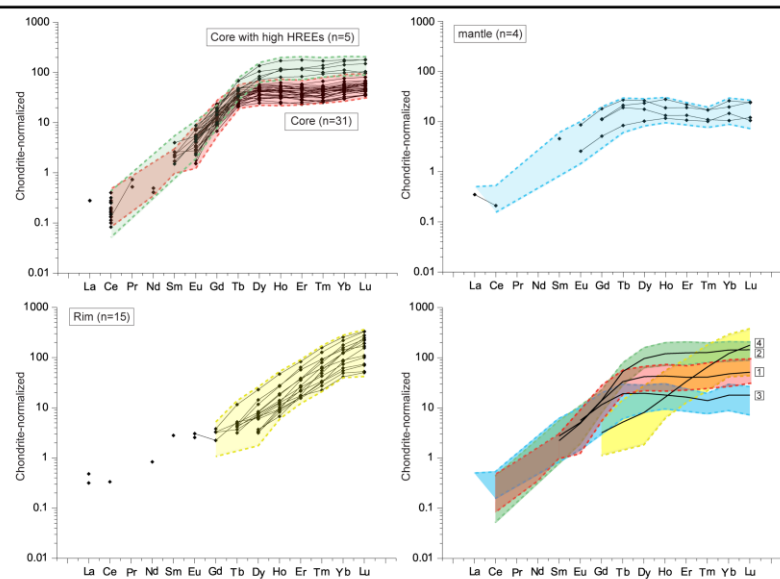 Chondrite-normalized
1000
100
10
1
0.1
0.01
Core with high HREEs (n=5)
Core (n=31)
La Ce Pr Nd Sm Eu Gd Tb Dy Ho Er Tm Yb Lu
Chondrite-normalized
1000
100
10
1
0.1
0.01
mantle (n=4)
La Ce Pr Nd Sm Eu Gd Tb Dy Ho Er Tm Yb Lu
Chondrite-normalized
1000
100
10
1
0.1
0.01
Rim (n=15)
La Ce Pr Nd Sm Eu Gd Tb Dy Ho Er Tm Yb Lu
Chondrite-normalized
1000
100
10
1
0.1
0.01
4
2
1
3
La Ce Pr Nd Sm Eu Gd Tb Dy Ho Er Tm Yb Lu